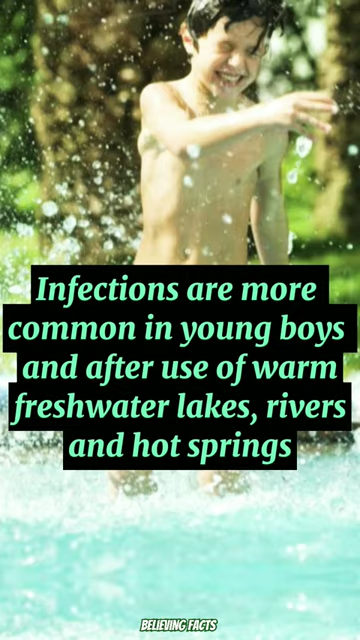 Infections are more
common in young boys
and after use of warm
freshwater lakes, rivers
and hot springs
BELIEVING FACTS